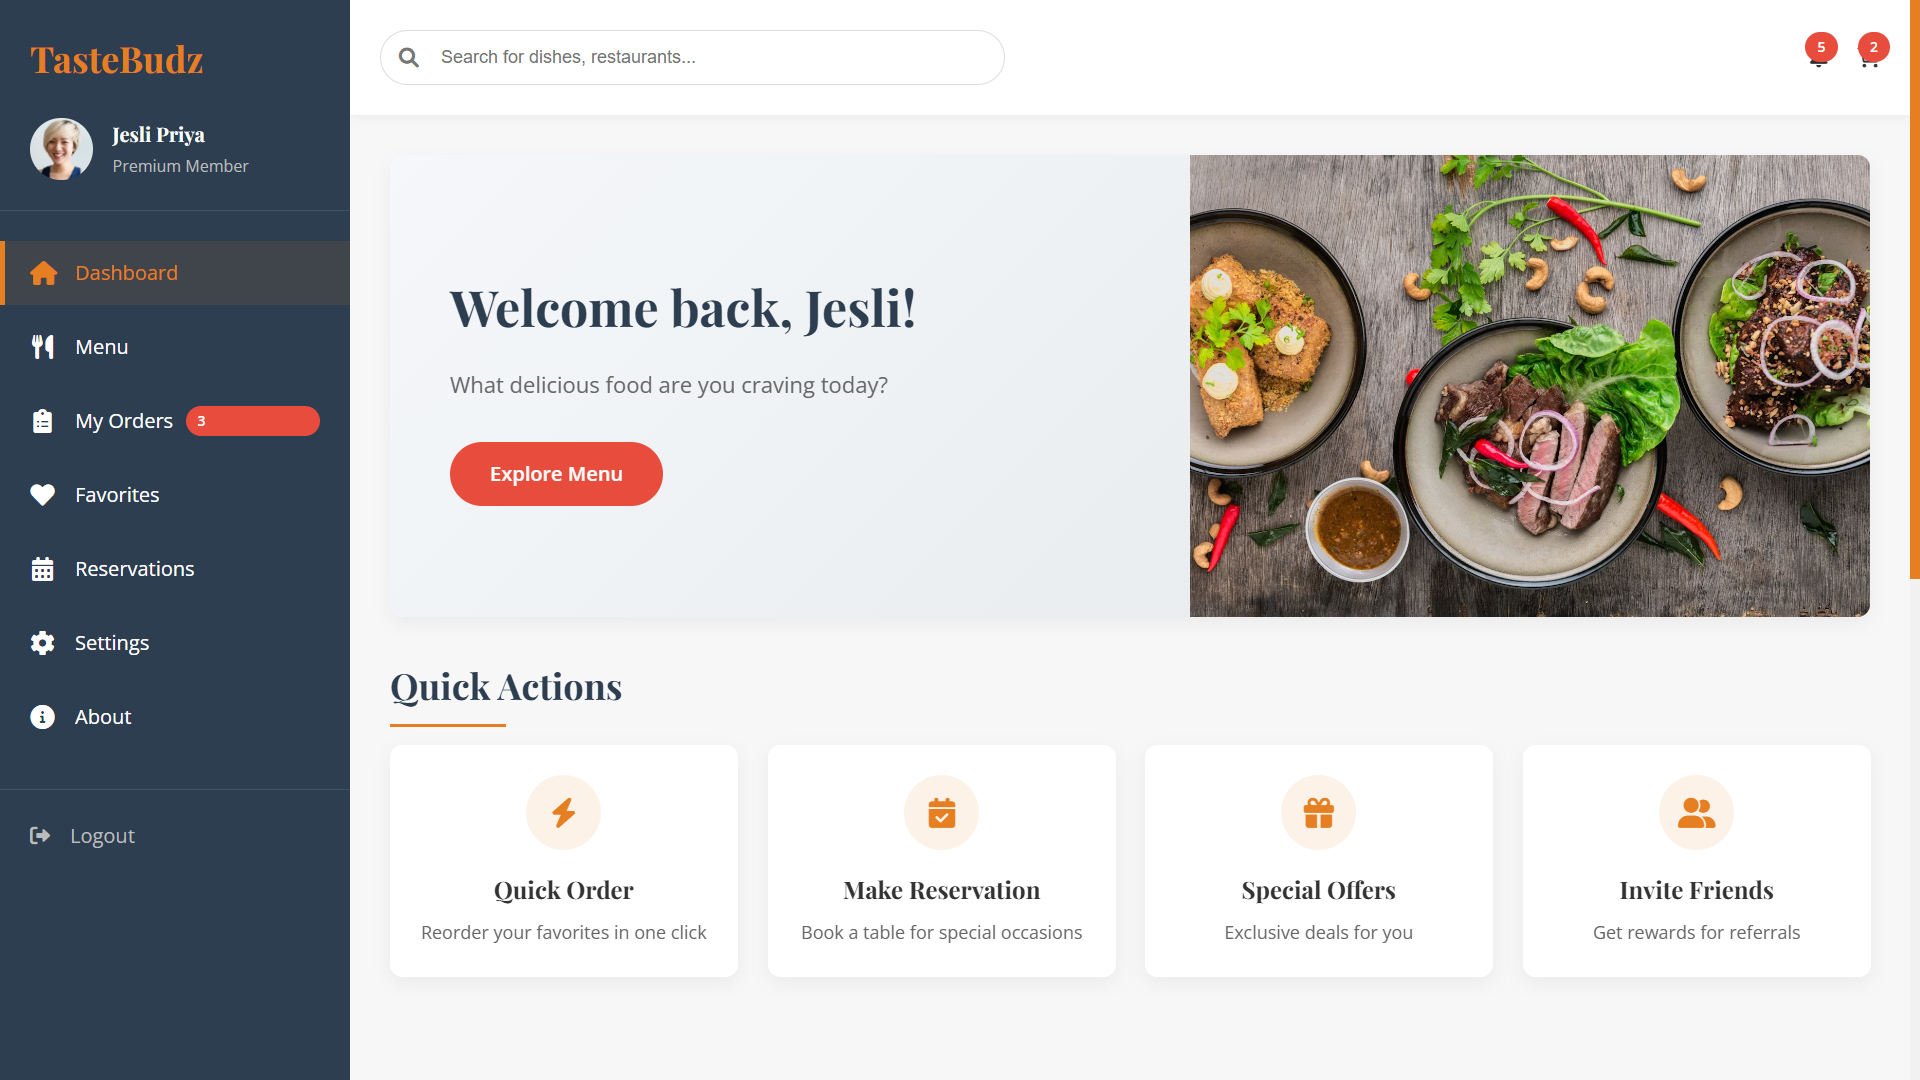 TasteBudz
Jesli Priya
Premium Member
Dashboard
Menu
My Orders 3
Favorites
Reservations
Settings
About
Logout
Search for dishes, restaurants...
5
2
Welcome back, Jesli!
What delicious food are you craving today?
Explore Menu
Quick Actions
Quick Order
Reorder your favorites in one click
Make Reservation
Book a table for special occasions
Special Offers
Exclusive deals for you
Invite Friends
Get rewards for referrals